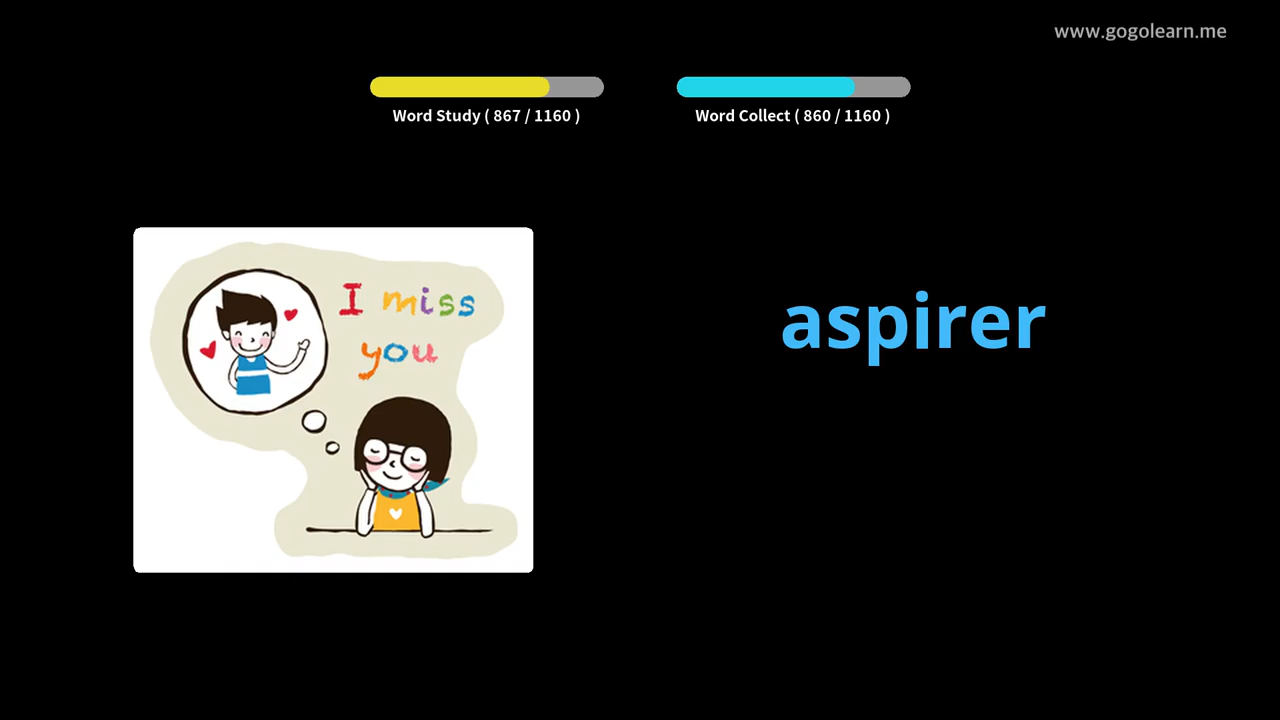 www.gogolearn.me
Word Study ( 867 / 1160 )
Word Collect ( 860 / 1160 )
I miss
you
aspirer